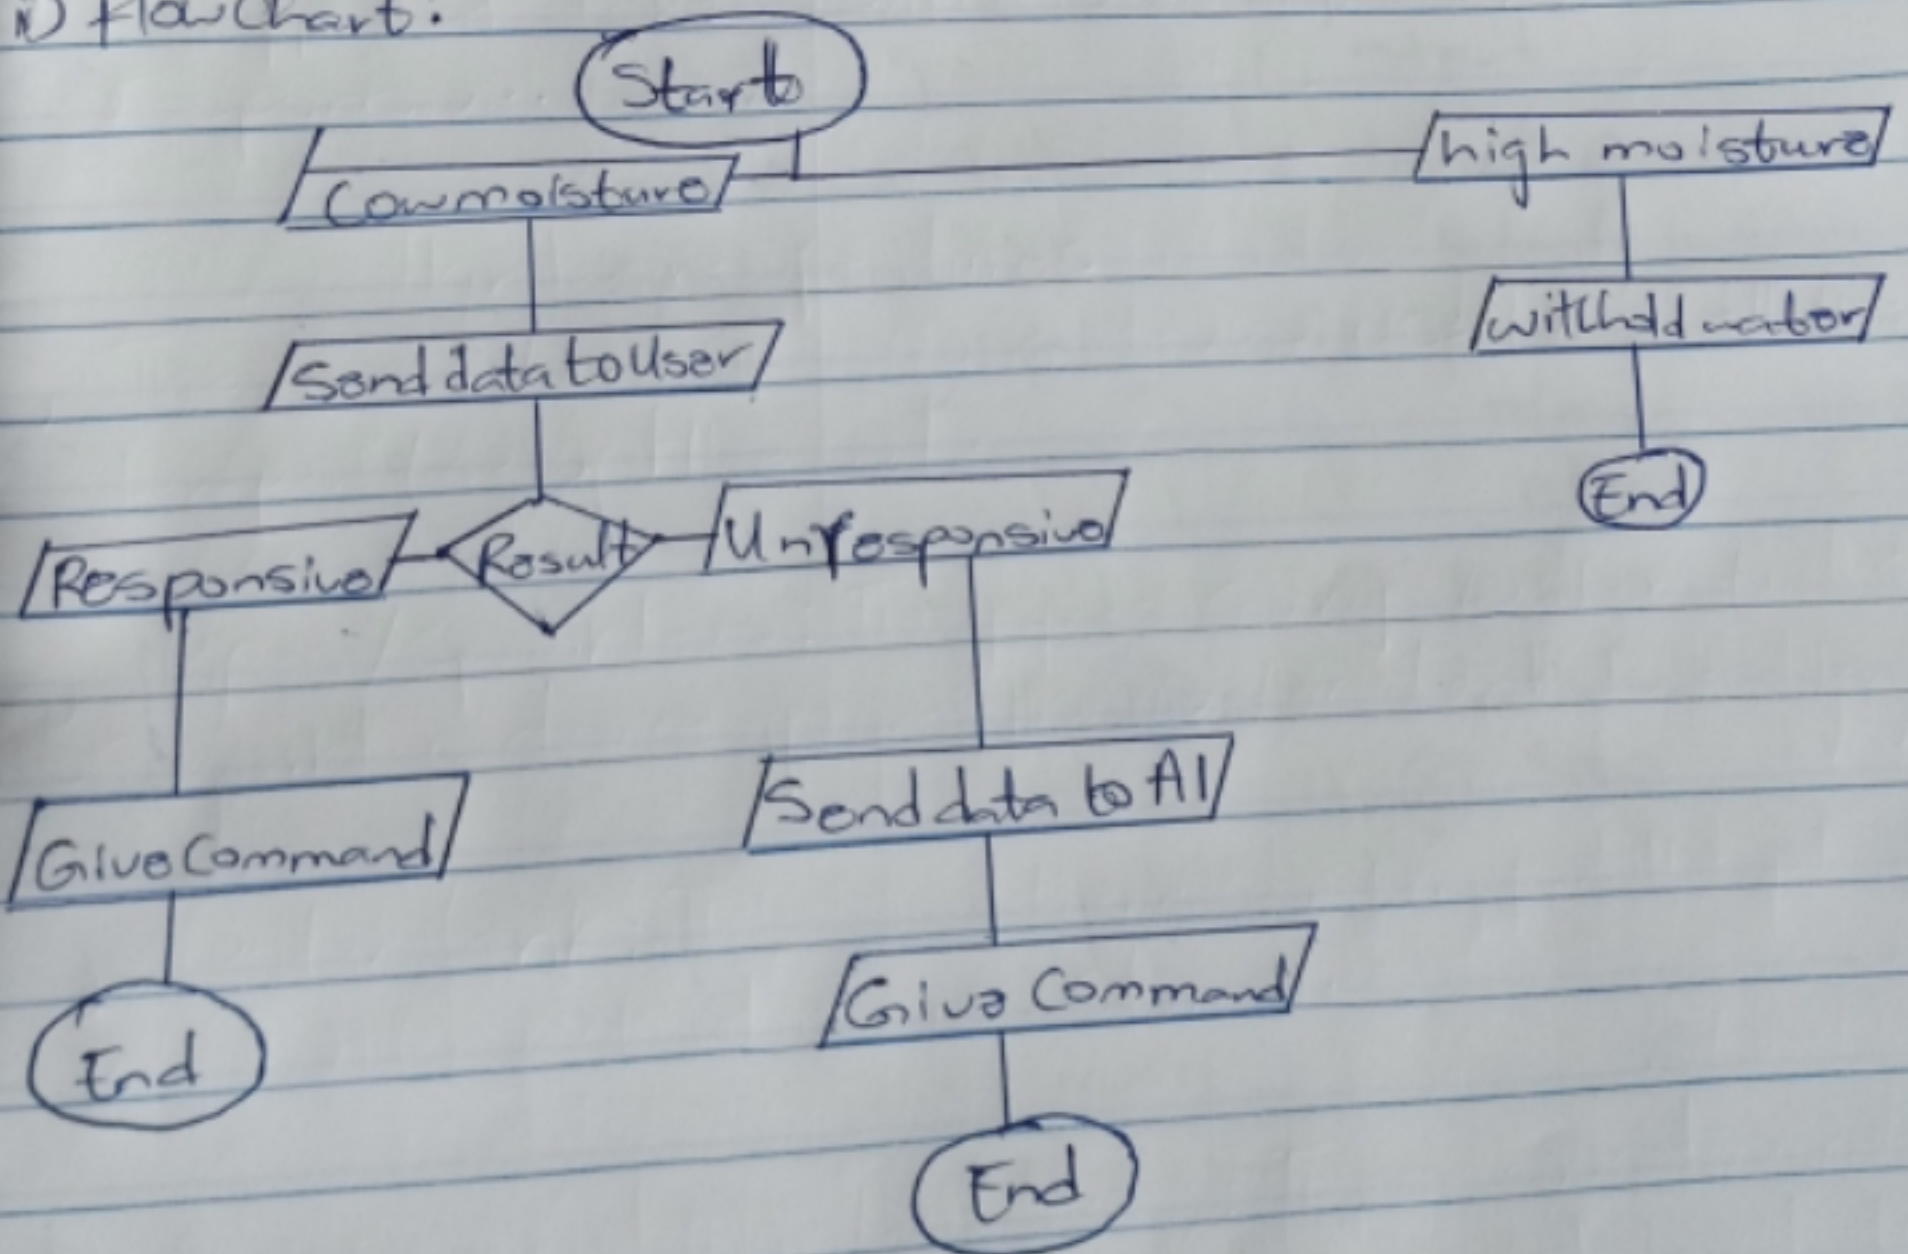 Flowchart.
Start
Low moisture
high moisture
Send data to User
withhold water
End
Responsive
Result
Unresponsive
Send data to AI
Give Command
Give Command
End
End